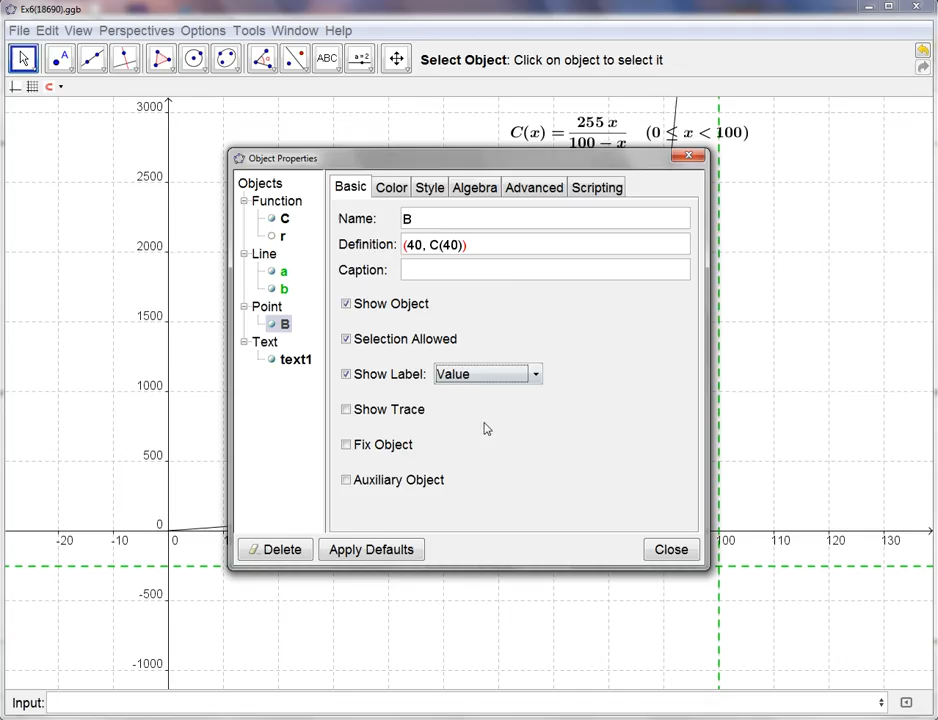 Ex6(18690).ggb
File Edit View Perspectives Options Tools Window Help
A
ABC
a=2
Select Object: Click on object to select it
3000
2500
2000
1500
1000
500
0
-500
-1000
-20 -10 0 100 110 120 130
C(x) = 255 x / 100 − x (0 ≤ x < 100)
Object Properties
Objects
Function
C
r
Line
a
b
Point
B
Text
text1
Basic Color Style Algebra Advanced Scripting
Name: B
Definition: (40, C(40))
Caption:
Show Object
Selection Allowed
Show Label: Value
Show Trace
Fix Object
Auxiliary Object
Delete Apply Defaults Close
Input: